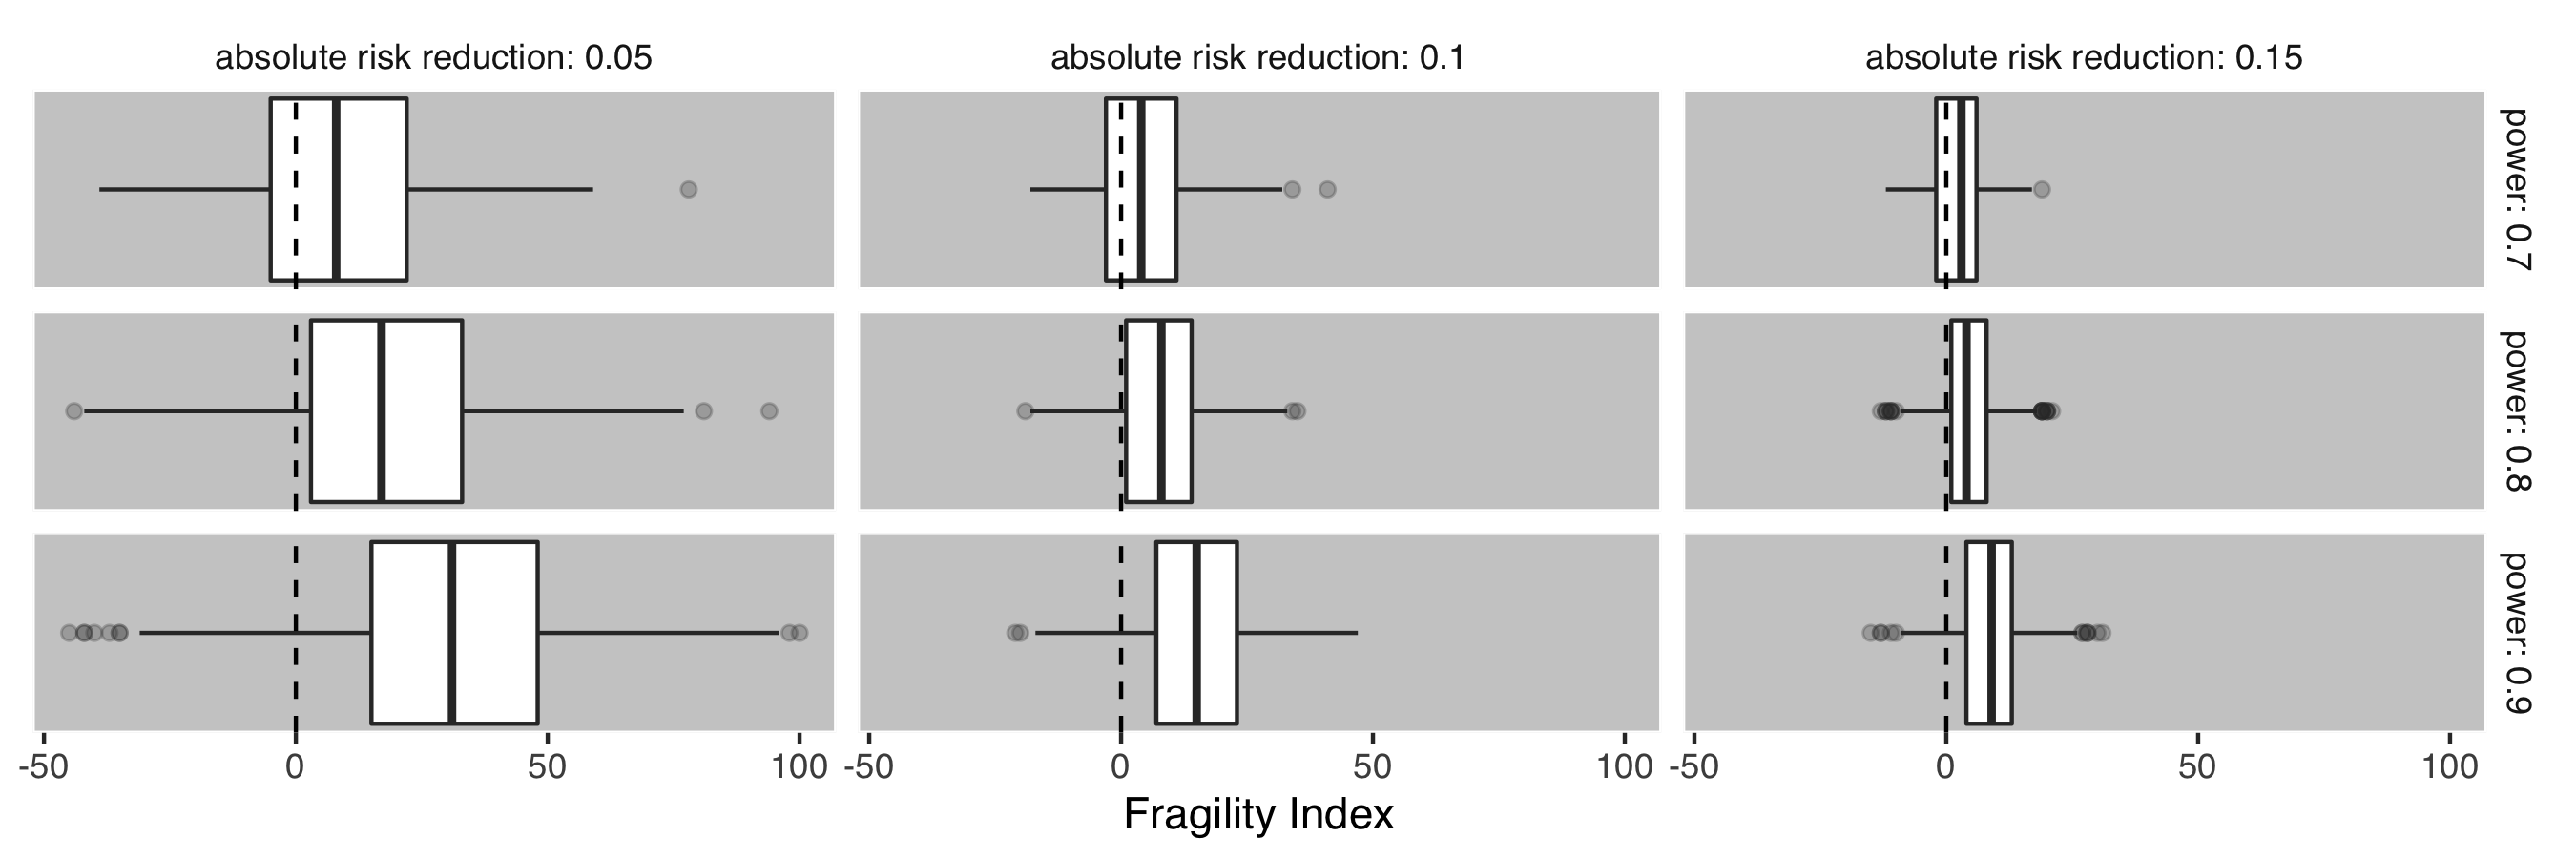 absolute risk reduction: 0.05
absolute risk reduction: 0.1
absolute risk reduction: 0.15
power: 0.7
power: 0.8
power: 0.9
-50 0 50 100 -50 0 50 100 -50 0 50 100
Fragility Index